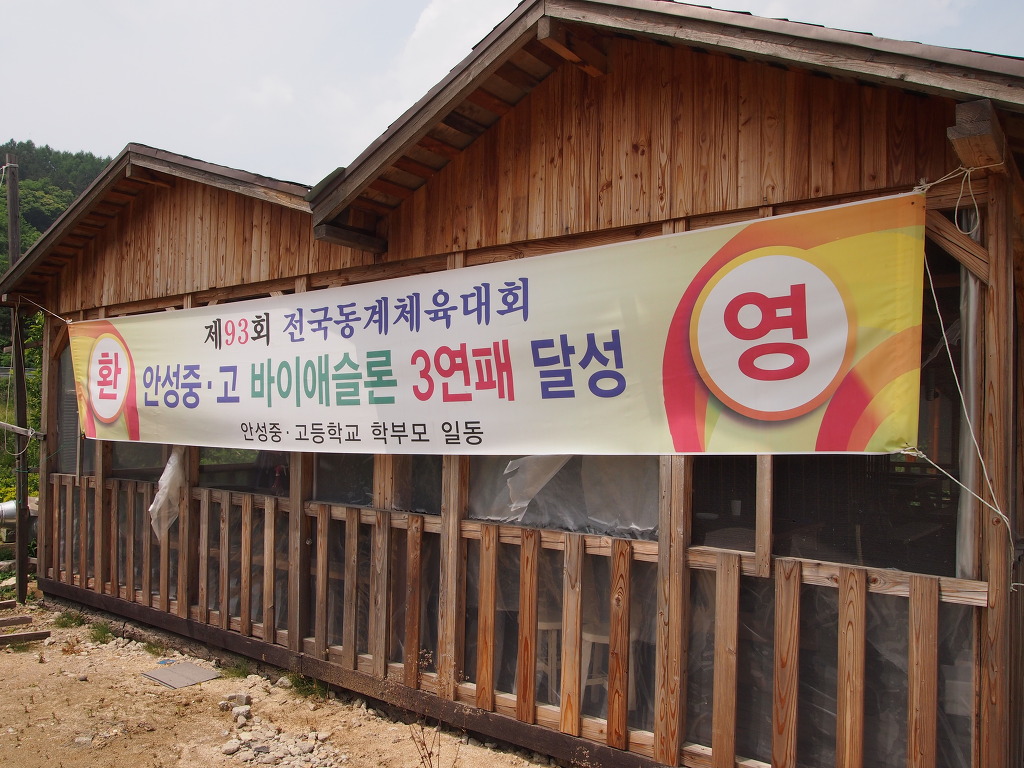 환
제93회 전국동계체육대회
안성중·고 바이애슬론 3연패 달성
안성중·고등학교 학부모 일동
영